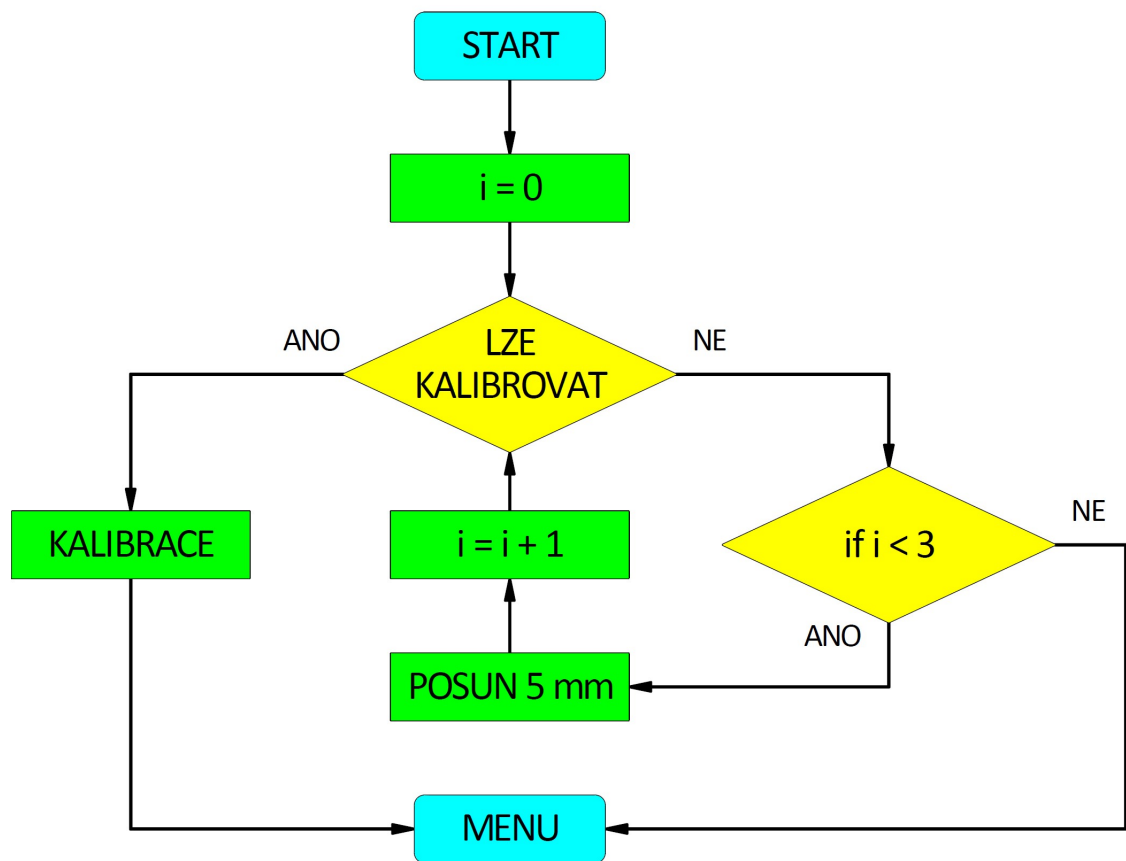 START
i = 0
ANO
LZE
KALIBROVAT
NE
KALIBRACE
i = i + 1
if i < 3
NE
ANO
POSUN 5 mm
MENU